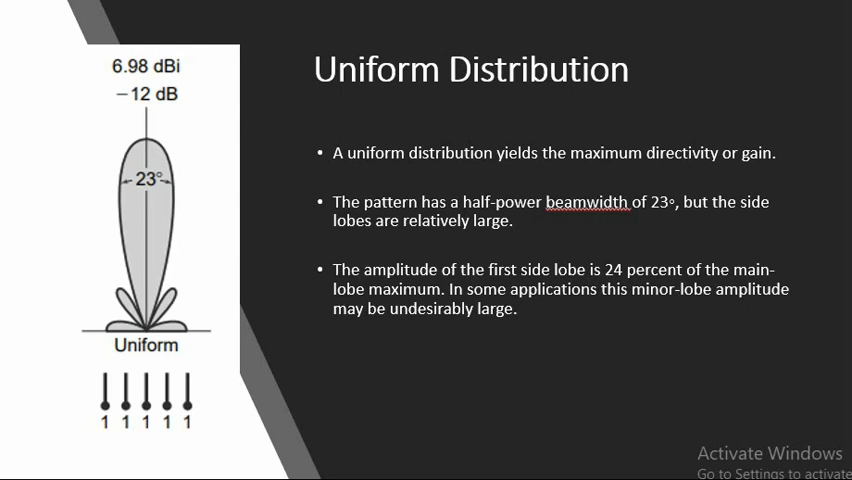 6.98 dBi
−12 dB
23°
Uniform
1 1 1 1 1
Uniform Distribution
• A uniform distribution yields the maximum directivity or gain.
• The pattern has a half-power beamwidth of 23°, but the side
lobes are relatively large.
• The amplitude of the first side lobe is 24 percent of the main-
lobe maximum. In some applications this minor-lobe amplitude
may be undesirably large.
Activate Windows
Go to Settings to activate